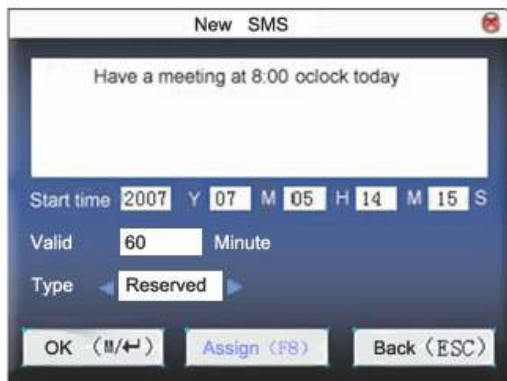 New SMS
Have a meeting at 8:00 oclock today
Start time 2007 Y 07 M 05 H 14 M 15 S
Valid 60 Minute
Type Reserved
OK (M/↵) Assign (F8) Back (ESC)